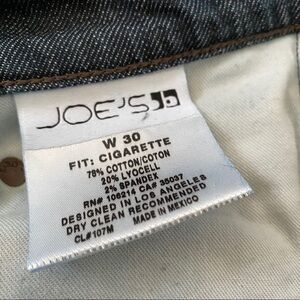 JOE'S
W 30
FIT: CIGARETTE
78% COTTON/COTON
20% LYOCELL
2% SPANDEX
RN# 106214 CA# 38037
DESIGNED IN LOS ANGELES
DRY CLEAN RECOMMENDED
CL#107M MADE IN MEXICO